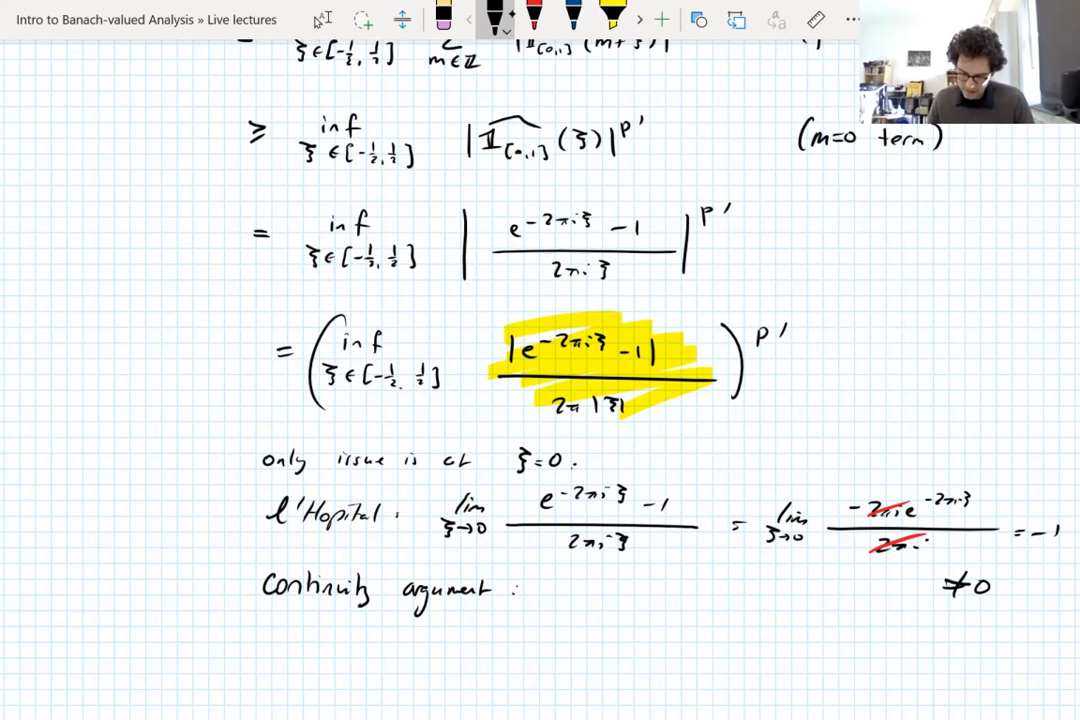 Intro to Banach-valued Analysis » Live lectures
inf ξ∈[-½, ½] Σ m∈ℤ |𝟙̂[0,1] (m+ξ)|
≥ inf ξ∈[-½, ½] |𝟙̂[0,1] (ξ)|^p' (m=0 term)
= inf ξ∈[-½, ½] | (e^{-2πiξ} - 1) / (2πiξ) |^p'
= ( inf ξ∈[-½, ½] |e^{-2πiξ} - 1| / (2π|ξ|) )^p'
only issue is at ξ=0.
l'Hopital: lim ξ→0 (e^{-2πiξ} - 1) / (2πiξ) = lim ξ→0 (-2πi e^{-2πiξ}) / (2πi) = -1
Continuity argument: ≠0